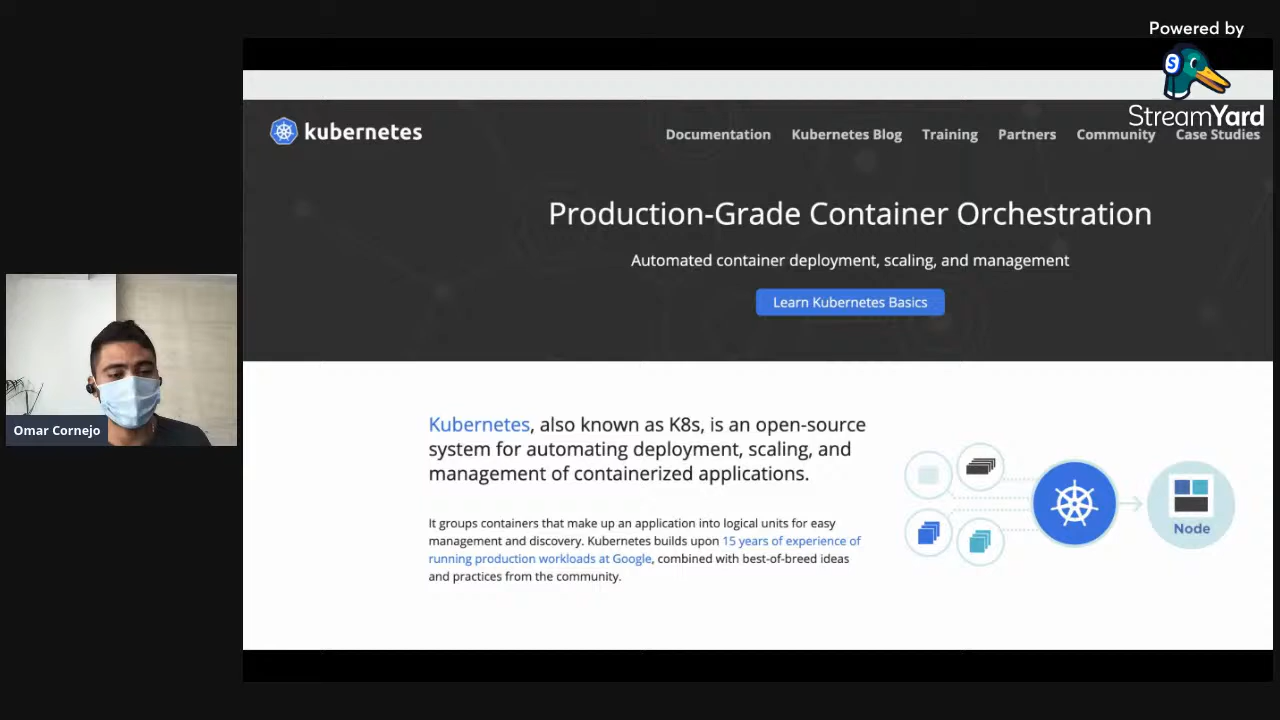 Powered by
StreamYard
kubernetes
Documentation Kubernetes Blog Training Partners Community Case Studies
Production-Grade Container Orchestration
Automated container deployment, scaling, and management
Learn Kubernetes Basics
Omar Cornejo
Kubernetes, also known as K8s, is an open-source
system for automating deployment, scaling, and
management of containerized applications.
It groups containers that make up an application into logical units for easy
management and discovery. Kubernetes builds upon 15 years of experience of
running production workloads at Google, combined with best-of-breed ideas
and practices from the community.
Node